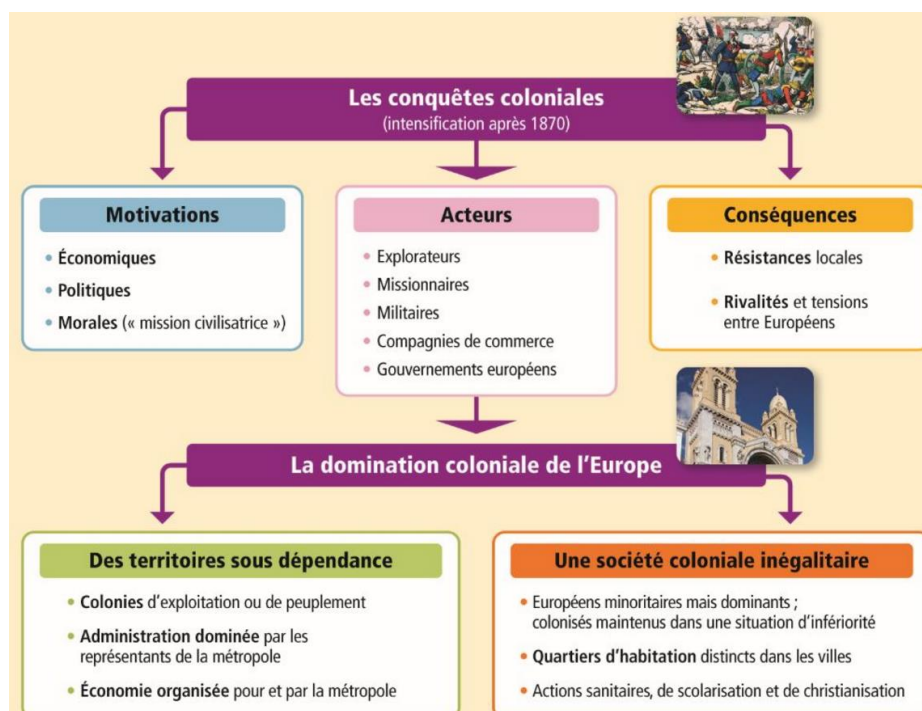 Les conquêtes coloniales
(intensification après 1870)
Motivations
• Économiques
• Politiques
• Morales (« mission civilisatrice »)
Acteurs
• Explorateurs
• Missionnaires
• Militaires
• Compagnies de commerce
• Gouvernements européens
Conséquences
• Résistances locales
• Rivalités et tensions
entre Européens
La domination coloniale de l’Europe
Des territoires sous dépendance
• Colonies d’exploitation ou de peuplement
• Administration dominée par les
représentants de la métropole
• Économie organisée pour et par la métropole
Une société coloniale inégalitaire
• Européens minoritaires mais dominants ;
colonisés maintenus dans une situation d’infériorité
• Quartiers d’habitation distincts dans les villes
• Actions sanitaires, de scolarisation et de christianisation